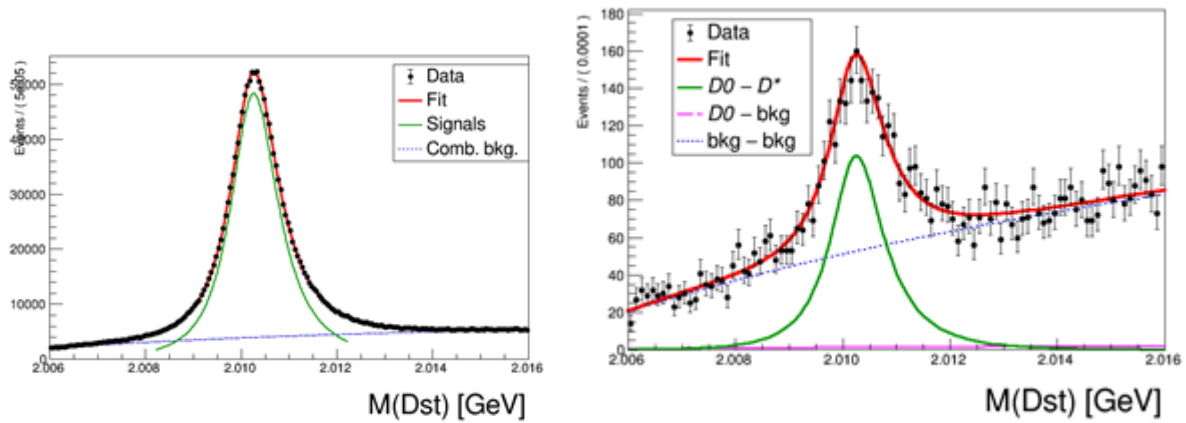 Events / ( 5e-05 )
50000
40000
30000
20000
10000
0
Data
Fit
Signals
Comb. bkg.
2.006 2.008 2.010 2.012 2.014 2.016
M(Dst) [GeV]
Events / ( 0.0001 )
180
160
140
120
100
80
60
40
20
0
Data
Fit
D0 − D*
D0 − bkg
bkg − bkg
2.006 2.008 2.010 2.012 2.014 2.016
M(Dst) [GeV]